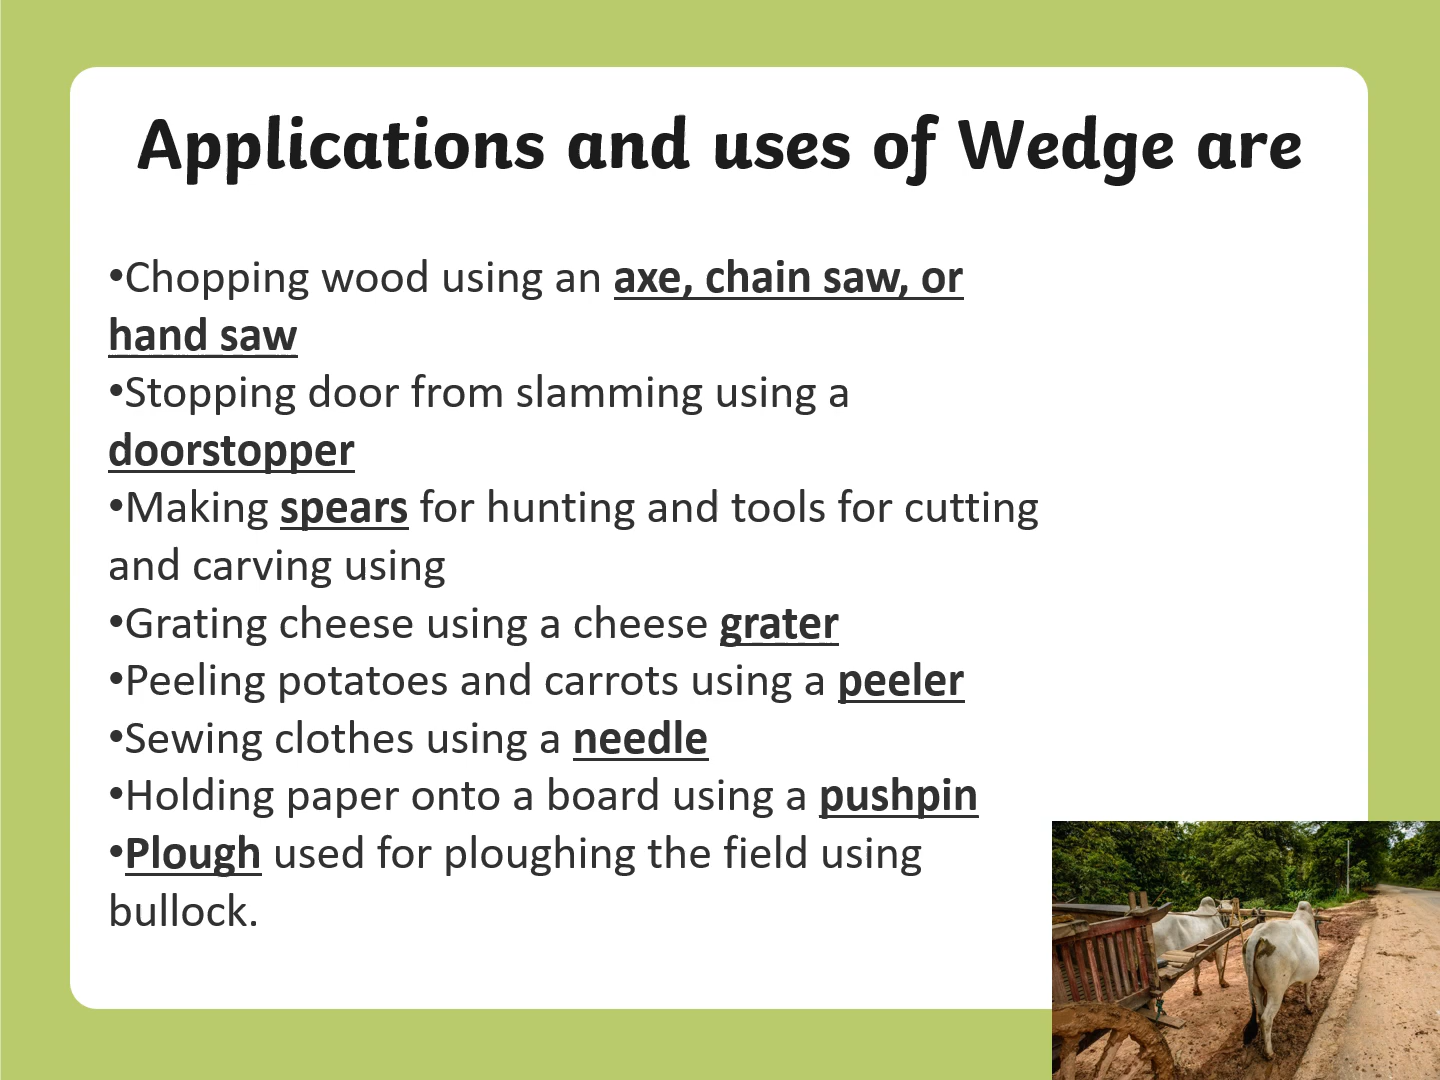 Applications and uses of Wedge are
•Chopping wood using an axe, chain saw, or
hand saw
•Stopping door from slamming using a
doorstopper
•Making spears for hunting and tools for cutting
and carving using
•Grating cheese using a cheese grater
•Peeling potatoes and carrots using a peeler
•Sewing clothes using a needle
•Holding paper onto a board using a pushpin
•Plough used for ploughing the field using
bullock.